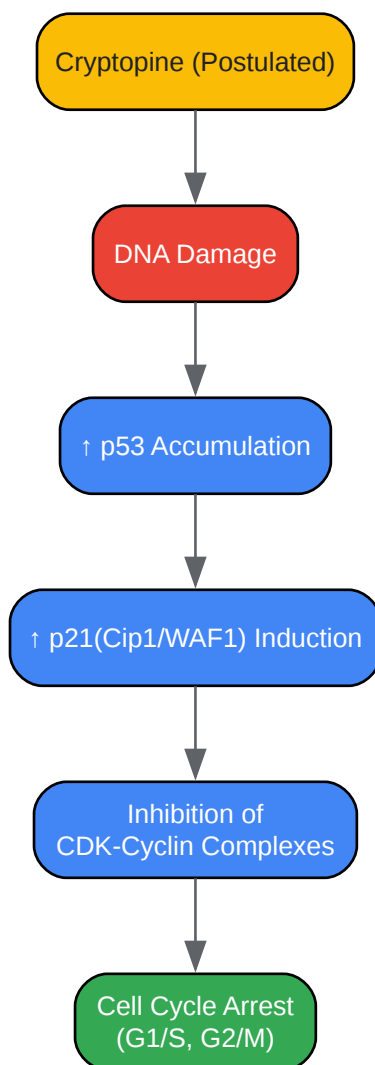 Cryptopine (Postulated)
DNA Damage
↑ p53 Accumulation
↑ p21(Cip1/WAF1) Induction
Inhibition of
CDK-Cyclin Complexes
Cell Cycle Arrest
(G1/S, G2/M)